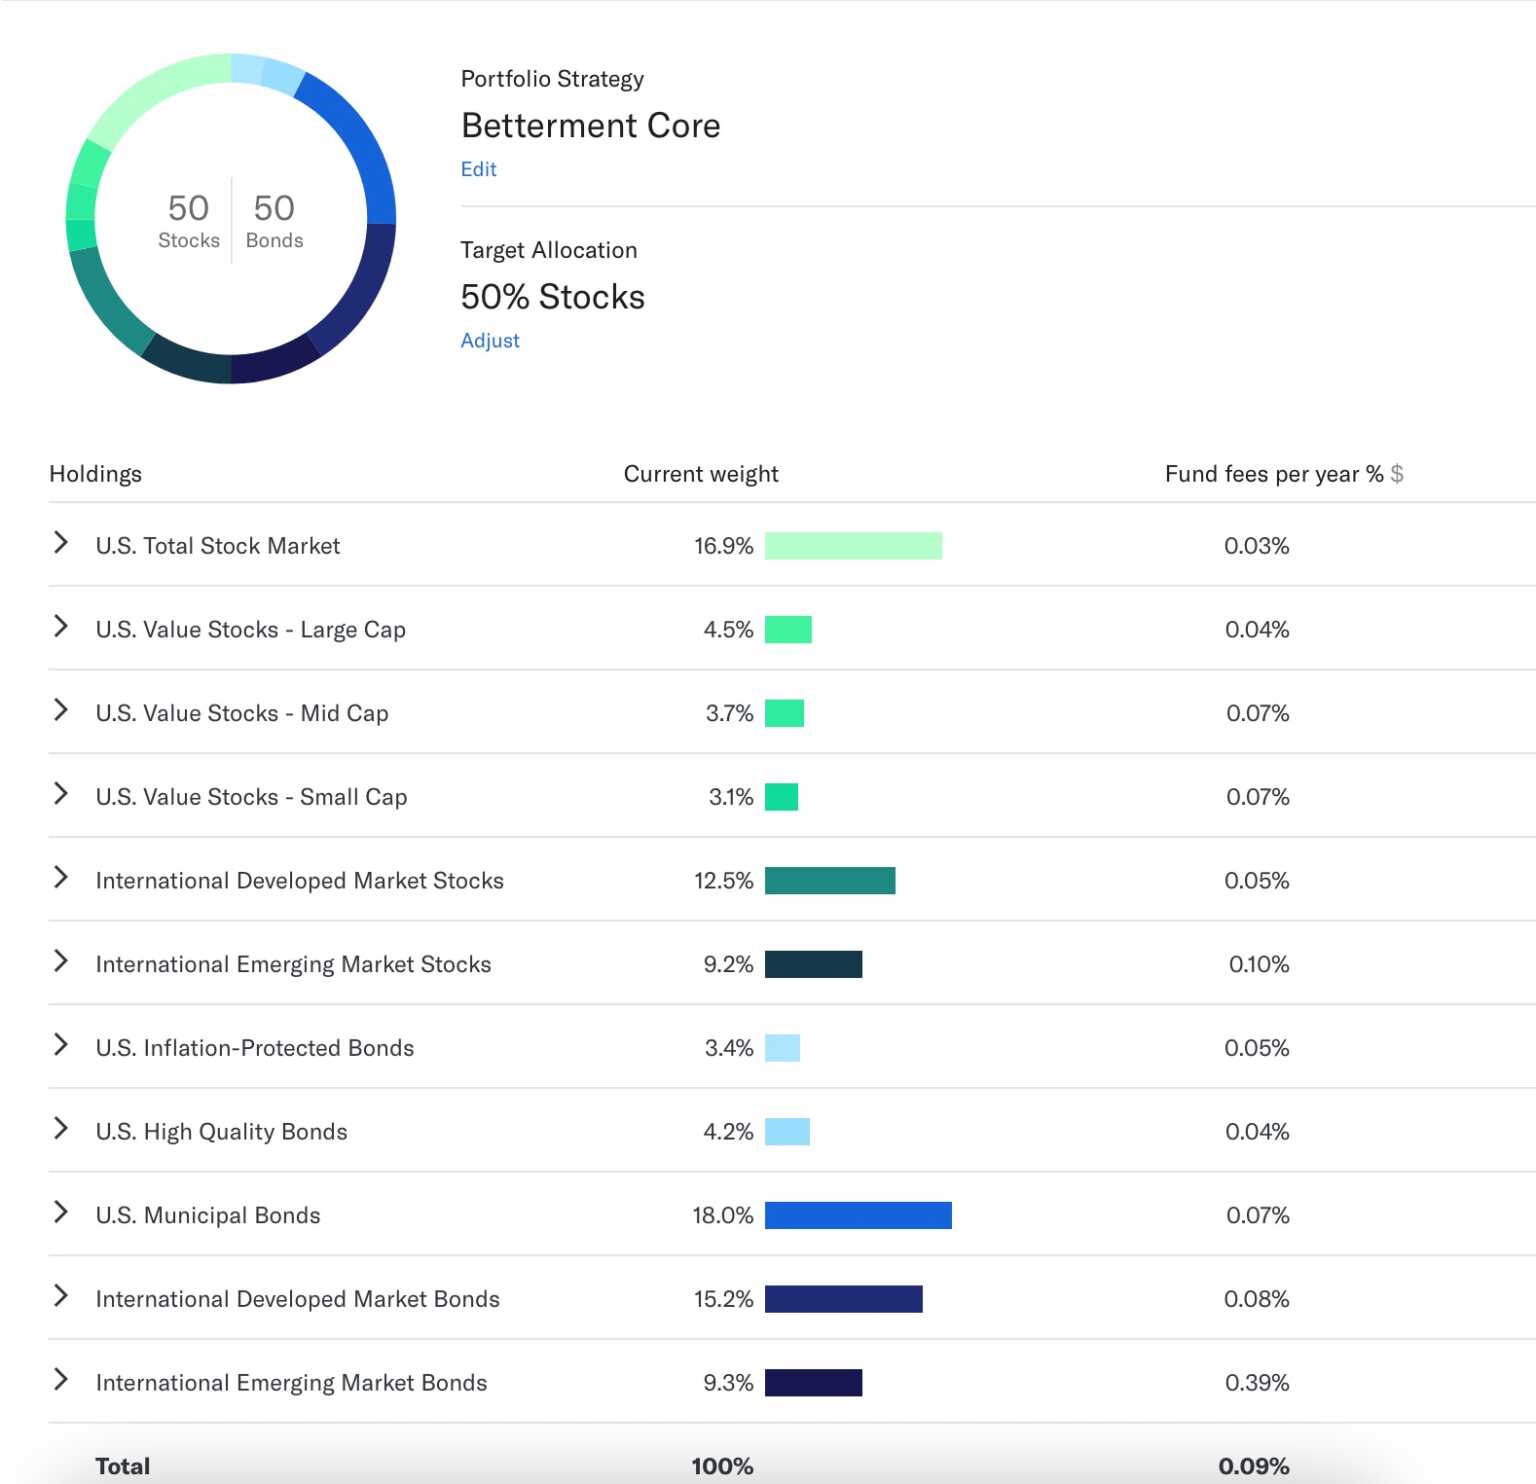 50 50
Stocks Bonds
Portfolio Strategy
Betterment Core
Edit
Target Allocation
50% Stocks
Adjust
Holdings Current weight Fund fees per year % $
U.S. Total Stock Market 16.9% 0.03%
U.S. Value Stocks - Large Cap 4.5% 0.04%
U.S. Value Stocks - Mid Cap 3.7% 0.07%
U.S. Value Stocks - Small Cap 3.1% 0.07%
International Developed Market Stocks 12.5% 0.05%
International Emerging Market Stocks 9.2% 0.10%
U.S. Inflation-Protected Bonds 3.4% 0.05%
U.S. High Quality Bonds 4.2% 0.04%
U.S. Municipal Bonds 18.0% 0.07%
International Developed Market Bonds 15.2% 0.08%
International Emerging Market Bonds 9.3% 0.39%
Total 100% 0.09%